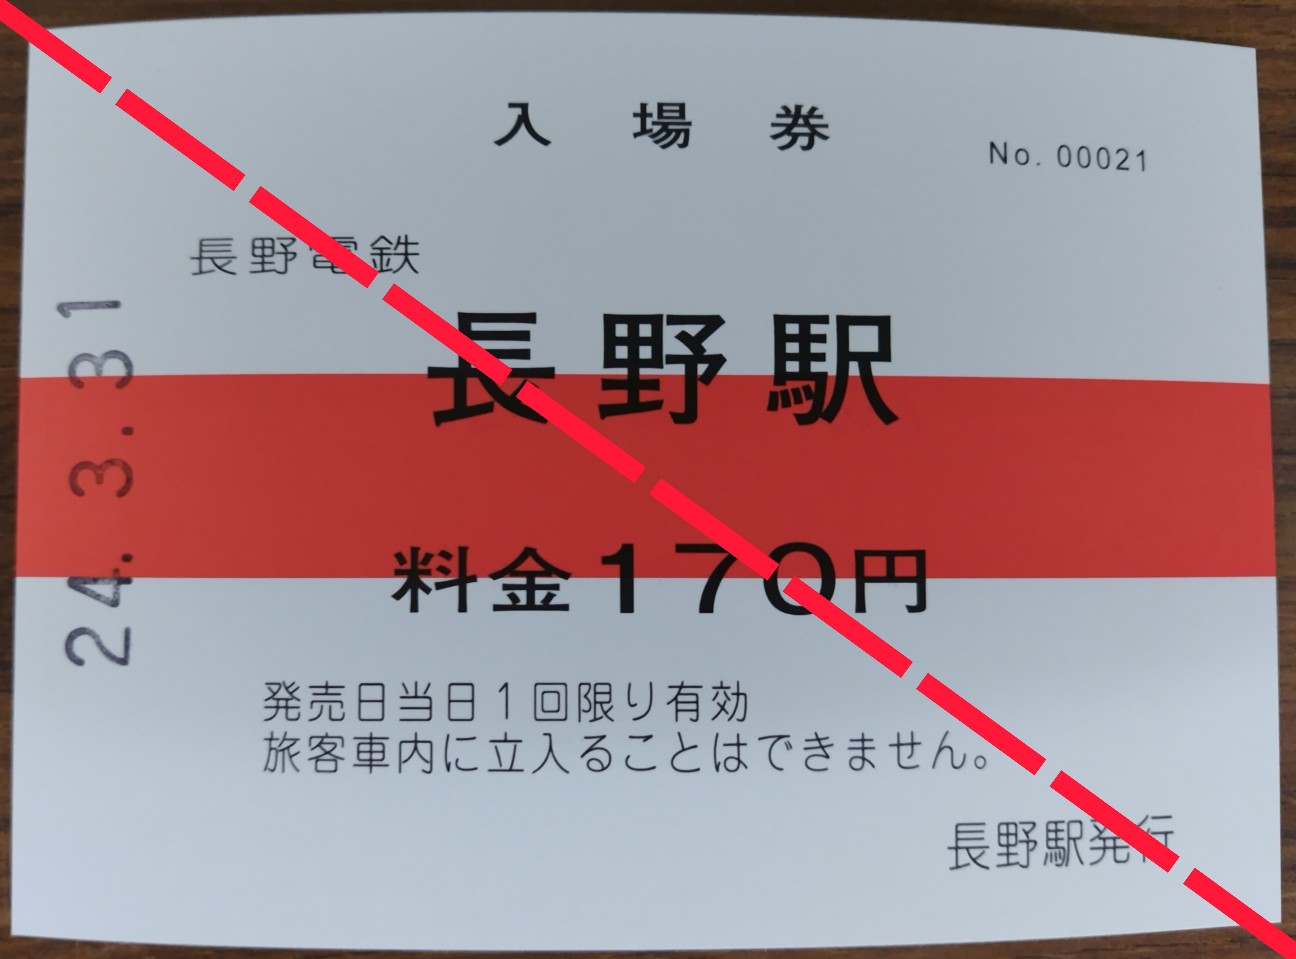 入場券
No. 00021
長野電鉄
24. 3.31
長野駅
料金170円
発売日当日1回限り有効
旅客車内に立入ることはできません。
長野駅発行